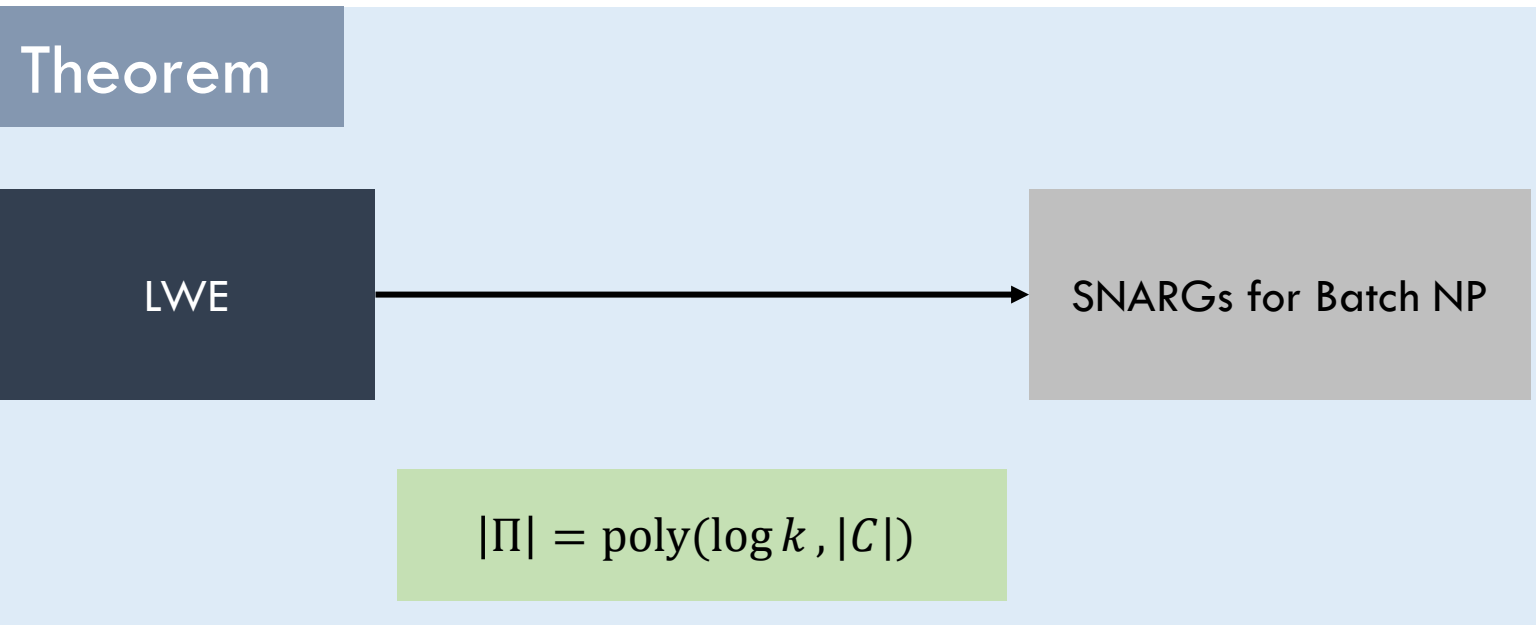 Theorem
LWE
SNARGs for Batch NP
|Π| = poly(log k , |C|)